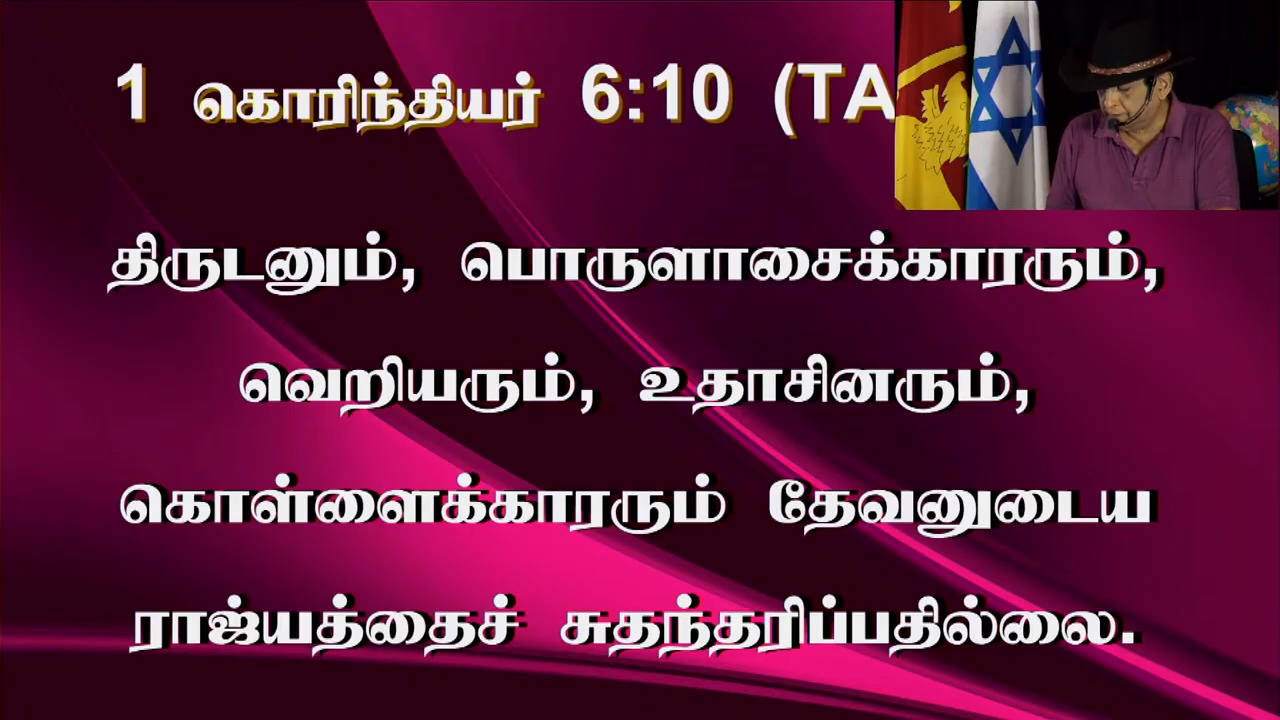 1 கொரிந்தியர் 6:10 (TA
திருடனும், பொருளாசைக்காரரும்,
வெறியரும், உதாசினரும்,
கொள்ளைக்காரரும் தேவனுடைய
ராஜ்யத்தைச் சுதந்தரிப்பதில்லை.